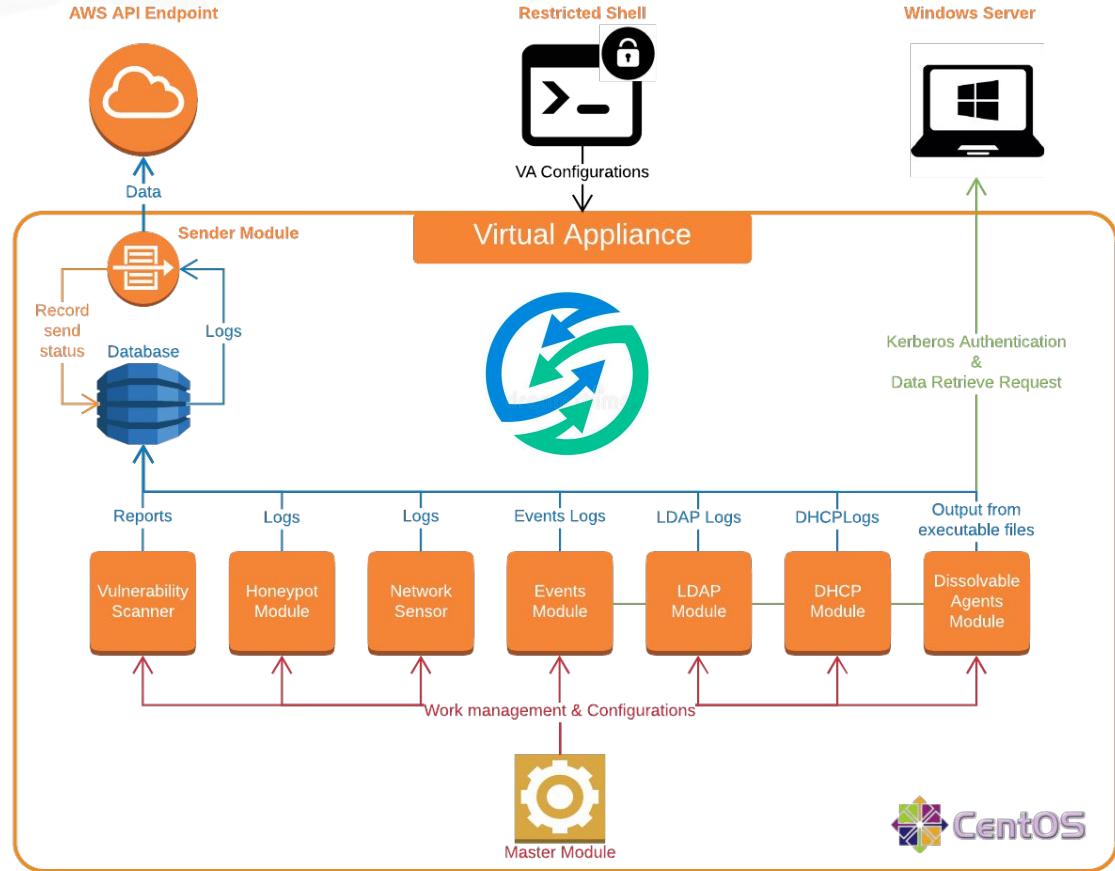 AWS API Endpoint
Restricted Shell
Windows Server
VA Configurations
Data
Virtual Appliance
Sender Module
Record
send
status
Logs
Database
Kerberos Authentication
&
Data Retrieve Request
Reports
Logs
Logs
Events Logs
LDAP Logs
DHCPLogs
Output from
executable files
Vulnerability
Scanner
Honeypot
Module
Network
Sensor
Events
Module
LDAP
Module
DHCP
Module
Dissolvable
Agents
Module
Work management & Configurations
Master Module
CentOS